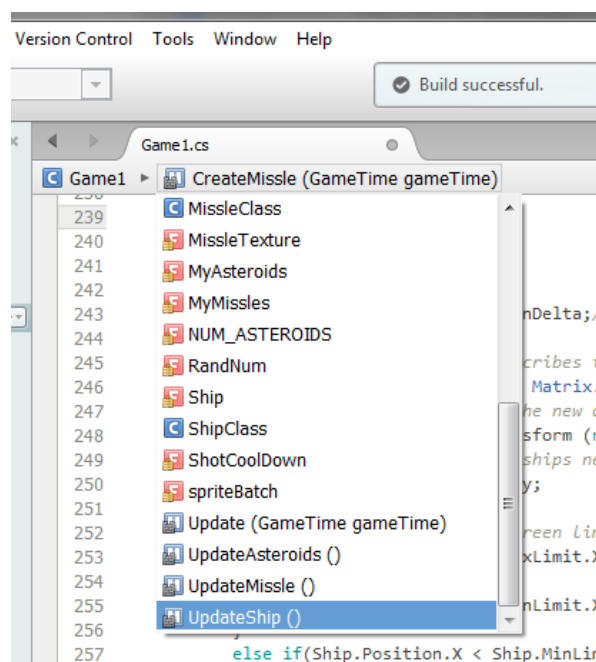 Version Control Tools Window Help
Build successful.
Game1.cs
Game1 CreateMissle (GameTime gameTime)
239 MissleClass
240 MissleTexture
241 MyAsteroids
242 MyMissles
243 nDelta;/
244 NUM_ASTEROIDS
245 RandNum cribes
246 Ship Matrix.
247 he new
248 ShipClass sform (
249 ShotCoolDown ships ne
250 spriteBatch y;
251
252 Update (GameTime gameTime) reen lin
253 UpdateAsteroids () xLimit.X
254 UpdateMissle ()
255 UpdateShip () nLimit.X
256 }
257 else if(Ship.Position.X < Ship.MinLim